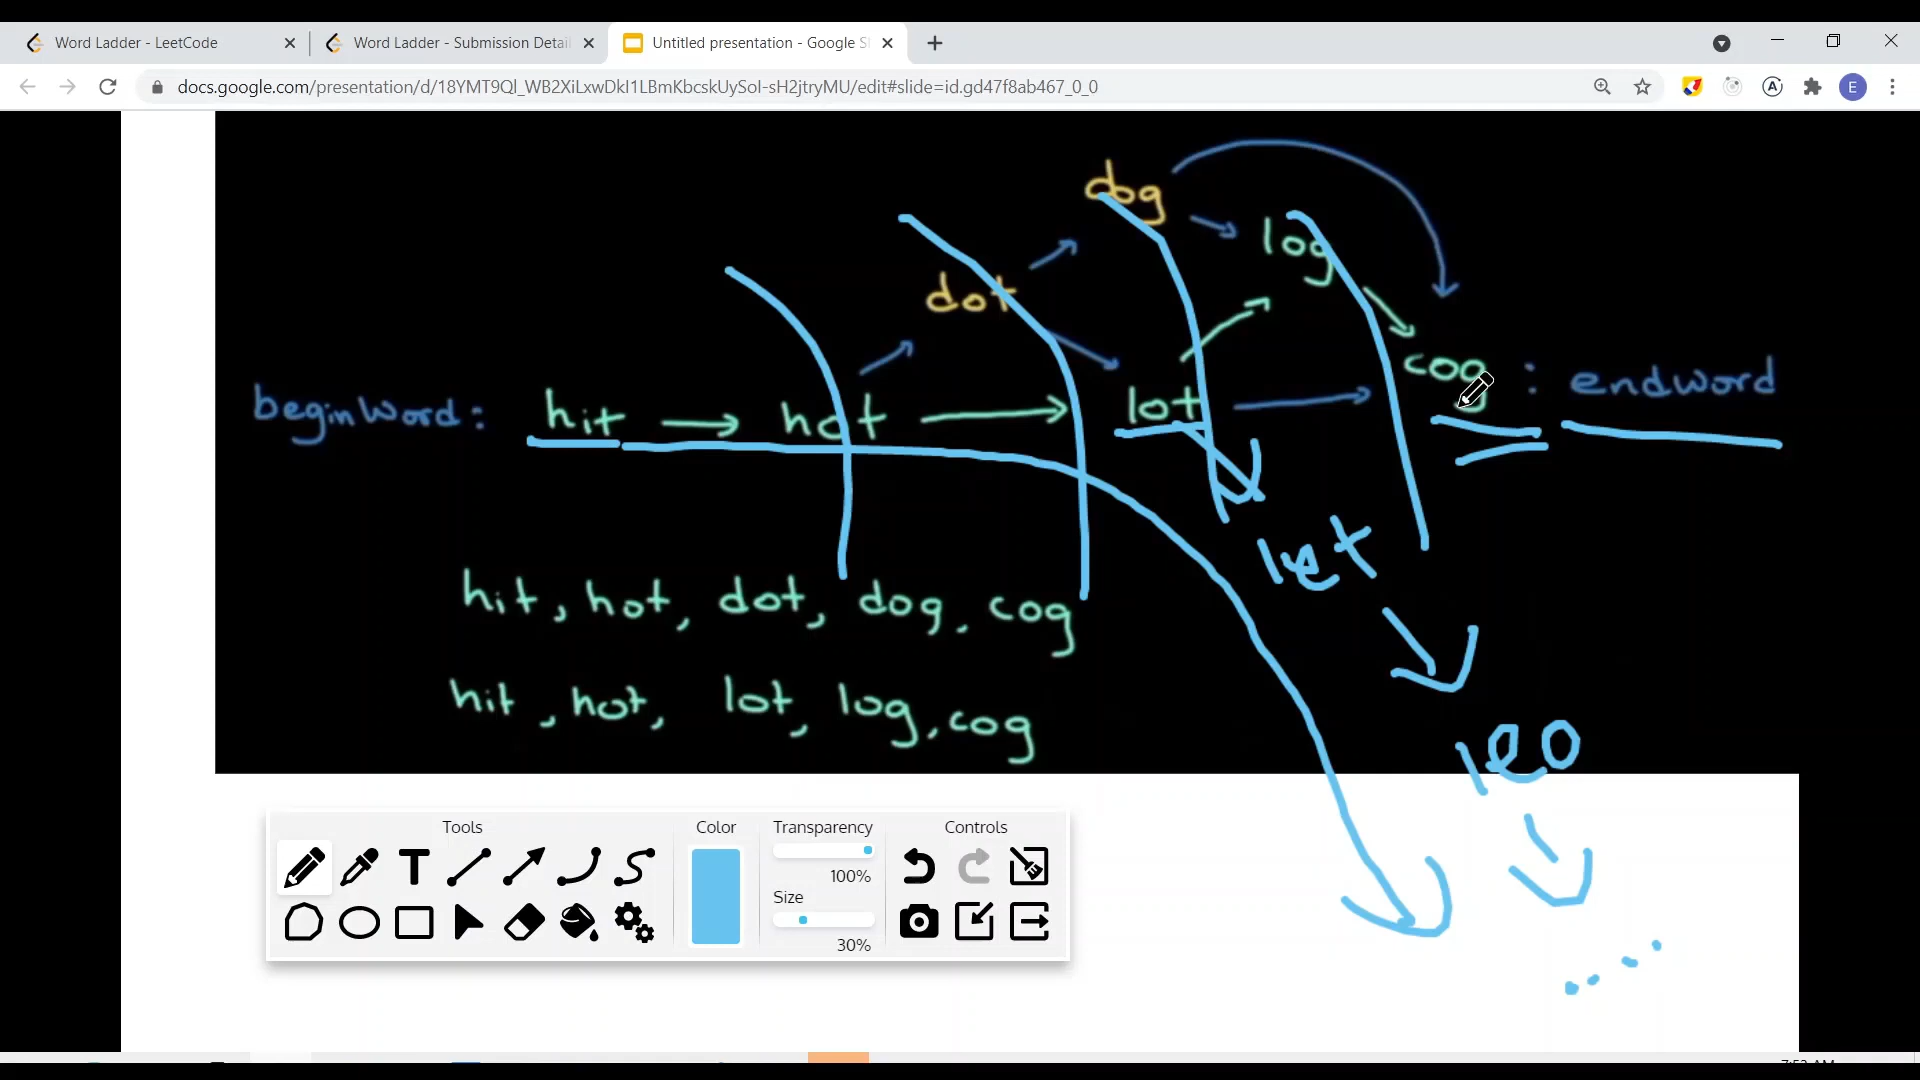 Word Ladder - LeetCode
Word Ladder - Submission Detail
Untitled presentation - Google Sl
docs.google.com/presentation/d/18YMT9Ql_WB2XiLxwDkI1LBmKbcskUySoI-sH2jtryMU/edit#slide=id.gd47f8ab467_0_0
E
dog
log
dot
cog : endword
beginWord: hit → hot → lot
let
hit, hot, dot, dog, cog
hit, hot, lot, log, cog
leo
Tools
Color
Transparency
Controls
100%
Size
30%